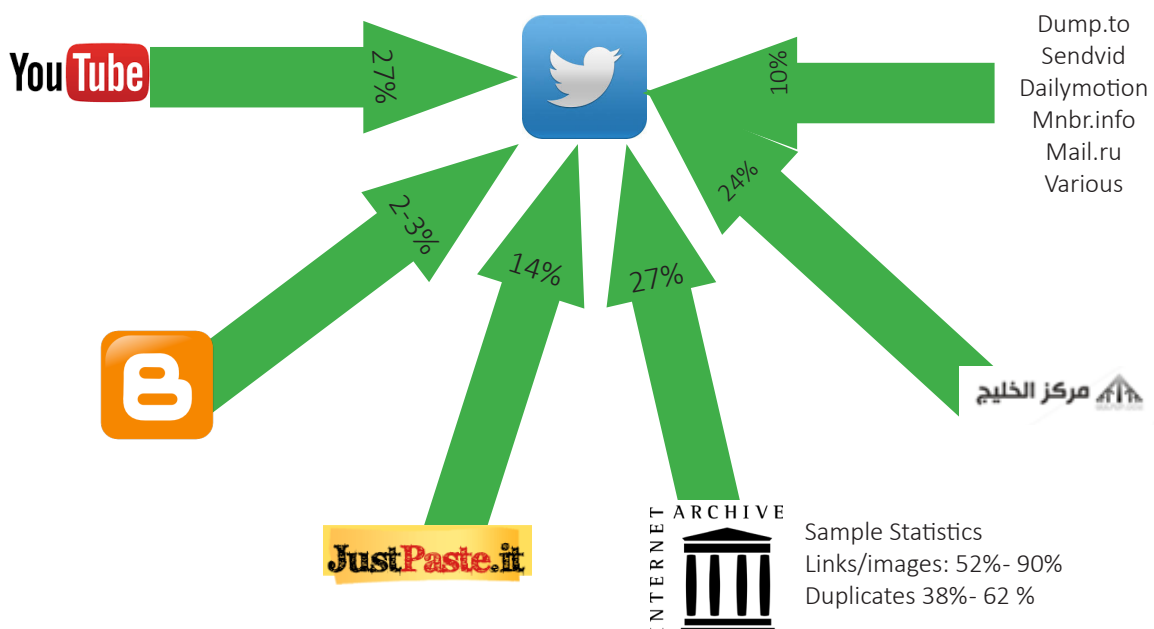 YouTube
27%
10%
Dump.to
Sendvid
Dailymotion
Mnbr.info
Mail.ru
Various
24%
2-3%
14%
27%
مركز الخليج
JustPaste.it
INTERNET
ARCHIVE
Sample Statistics
Links/images: 52%- 90%
Duplicates 38%- 62 %